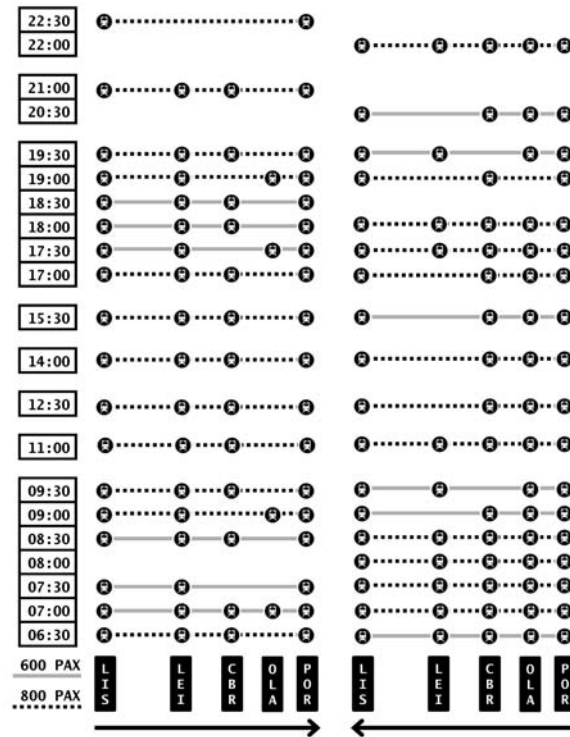 22:30
22:00
21:00
20:30
19:30
19:00
18:30
18:00
17:30
17:00
15:30
14:00
12:30
11:00
09:30
09:00
08:30
08:00
07:30
07:00
06:30
600 PAX
800 PAX
LIS
LEI
CBR
OLA
POR
LIS
LEI
CBR
OLA
POR